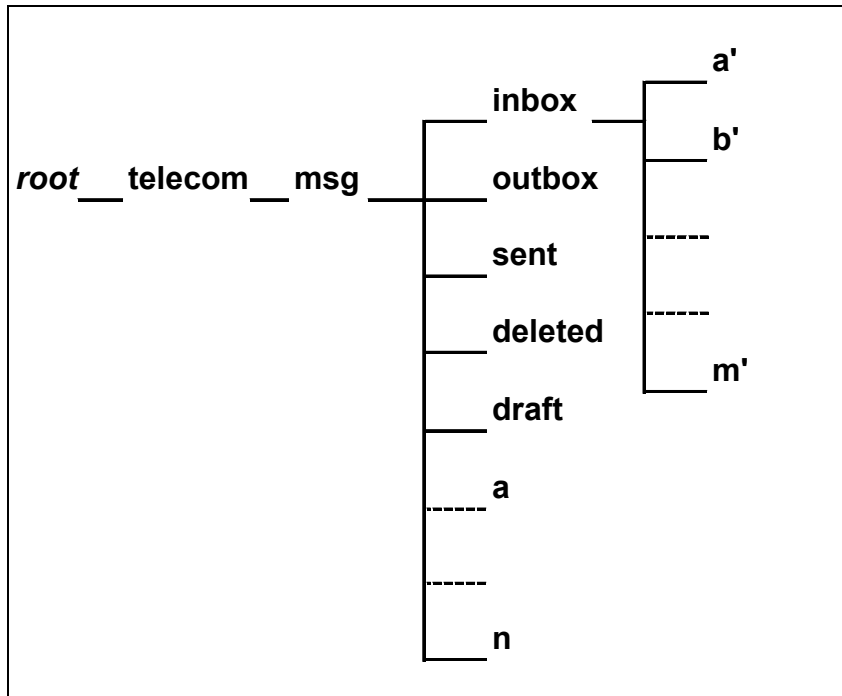 a'
inbox
b'
root telecom msg outbox
sent
deleted
m'
draft
a
n